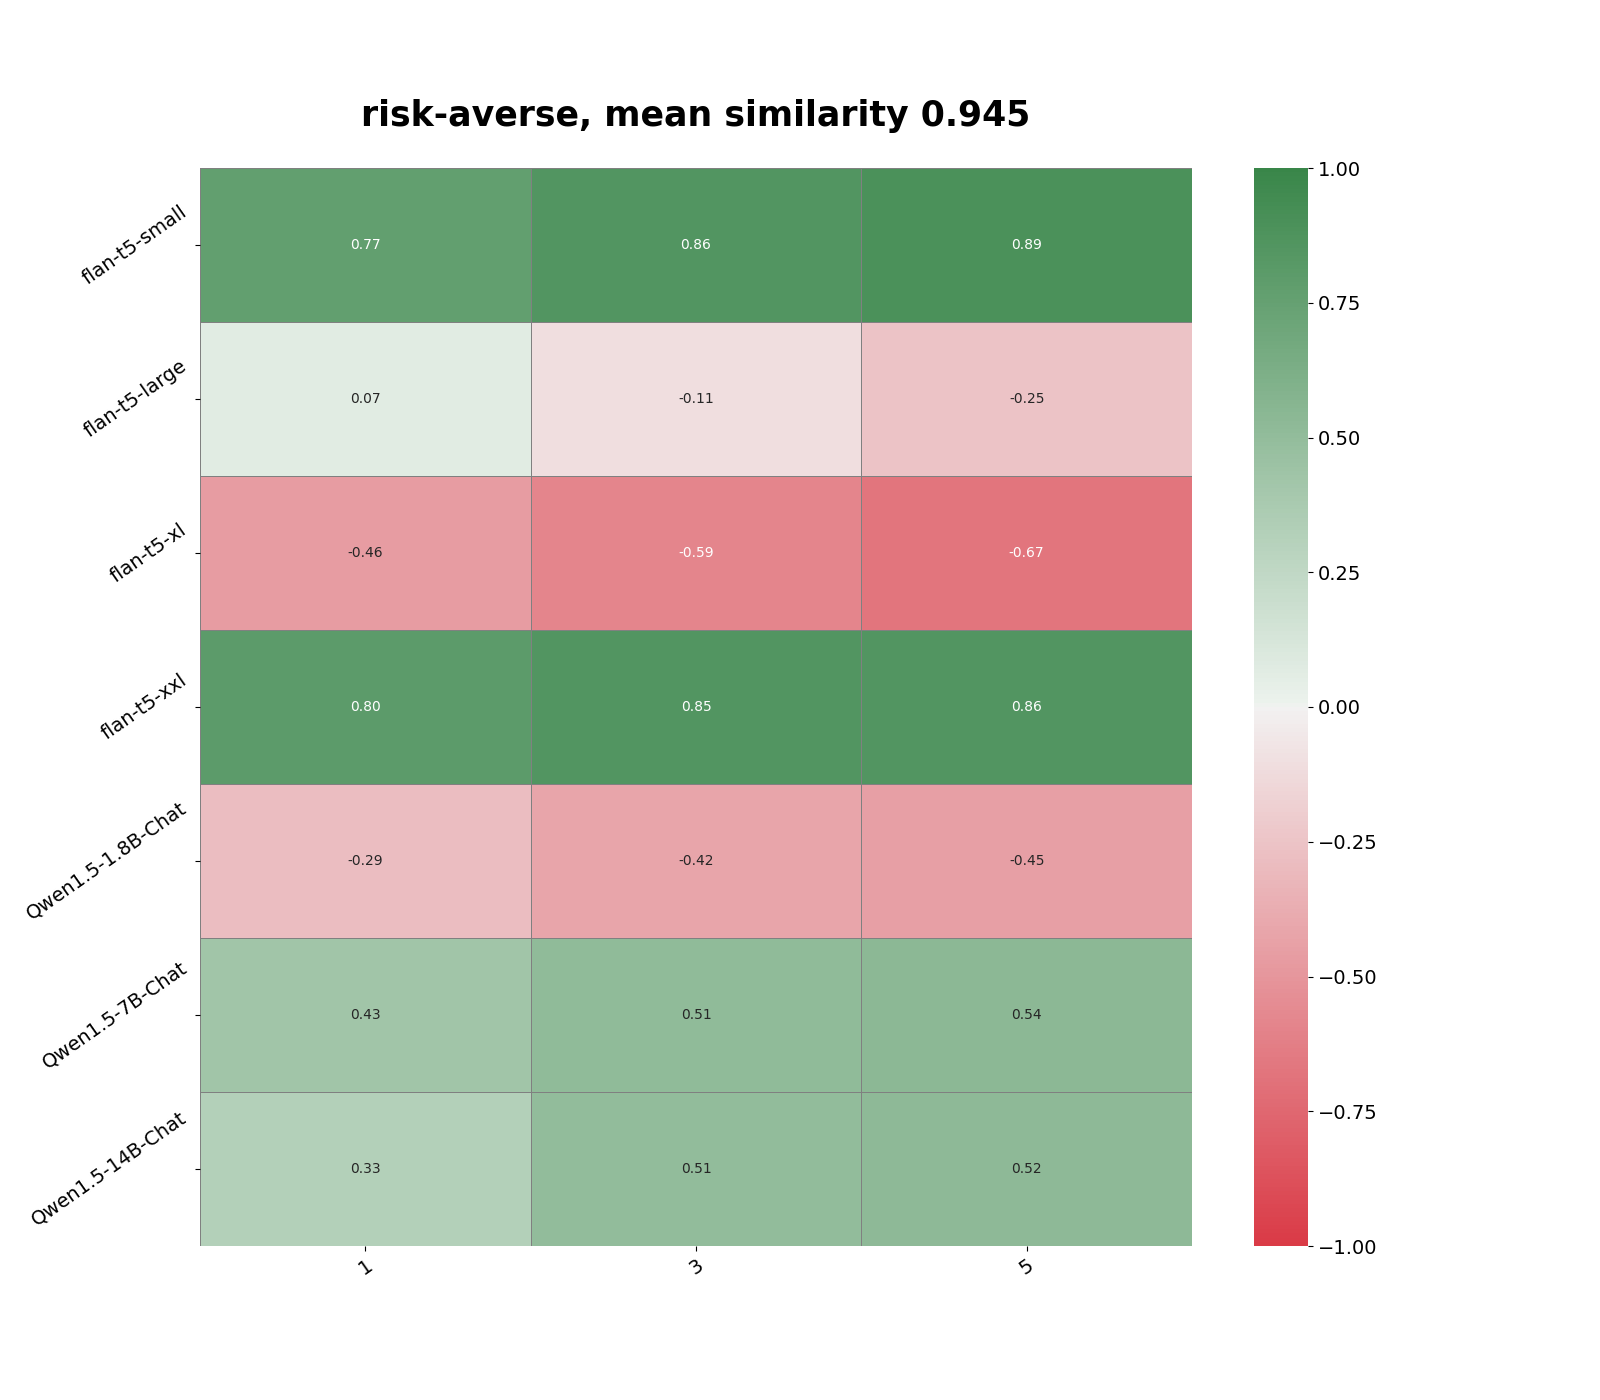 risk-averse, mean similarity 0.945
flan-t5-small 0.77 0.86 0.89
flan-t5-large 0.07 -0.11 -0.25
flan-t5-xl -0.46 -0.59 -0.67
flan-t5-xxl 0.80 0.85 0.86
Qwen1.5-1.8B-Chat -0.29 -0.42 -0.45
Qwen1.5-7B-Chat 0.43 0.51 0.54
Qwen1.5-14B-Chat 0.33 0.51 0.52
1 3 5
1.00
0.75
0.50
0.25
0.00
−0.25
−0.50
−0.75
−1.00